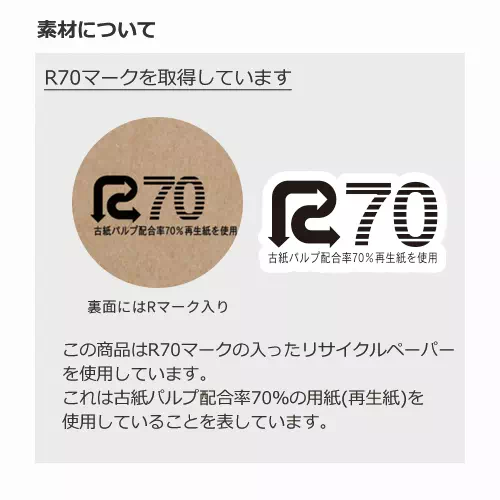 素材について
R70マークを取得しています
R70
古紙パルプ配合率70%再生紙を使用
R70
古紙パルプ配合率70%再生紙を使用
裏面にはRマーク入り
この商品はR70マークの入ったリサイクルペーパー
を使用しています。
これは古紙パルプ配合率70%の用紙(再生紙)を
使用していることを表しています。